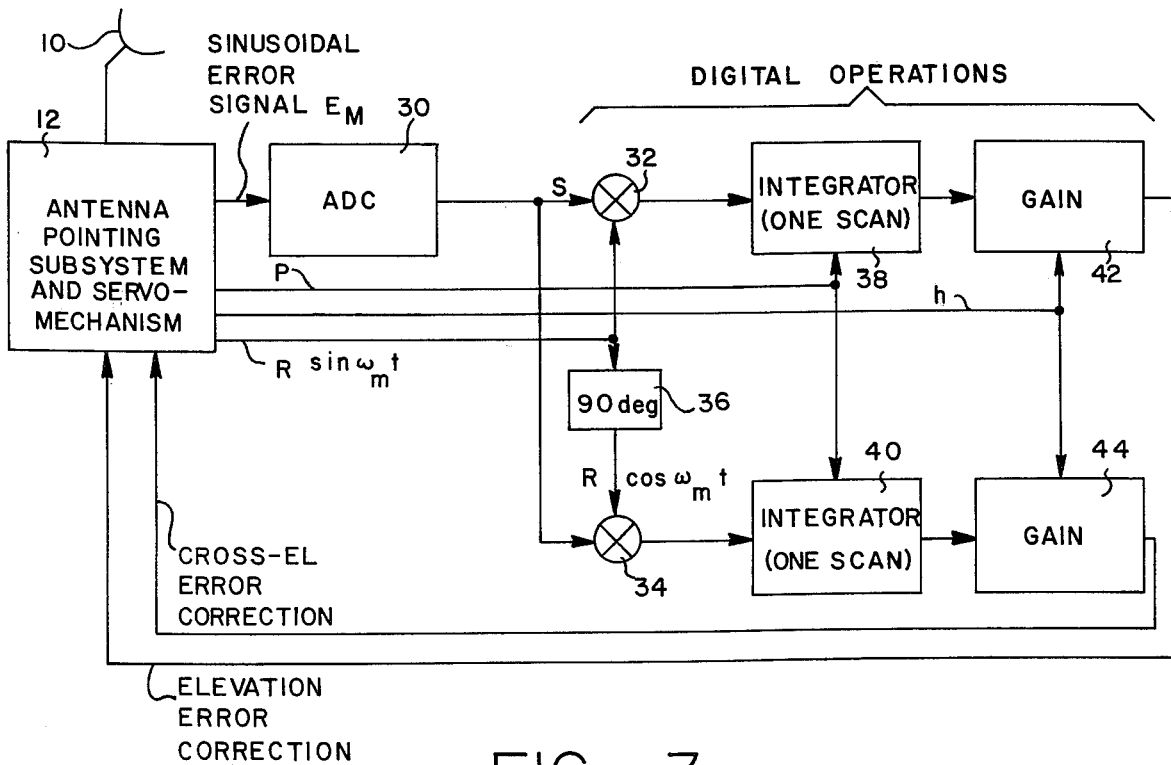 10
SINUSOIDAL
ERROR
SIGNAL E_M
DIGITAL OPERATIONS
12
30
32
ANTENNA
POINTING
SUBSYSTEM
AND SERVO-
MECHANISM
ADC
S
INTEGRATOR
(ONE SCAN)
38
GAIN
42
P
h
R sin ω_m t
90 deg
36
R cos ω_m t
34
40
INTEGRATOR
(ONE SCAN)
44
GAIN
CROSS-EL
ERROR
CORRECTION
ELEVATION
ERROR
CORRECTION